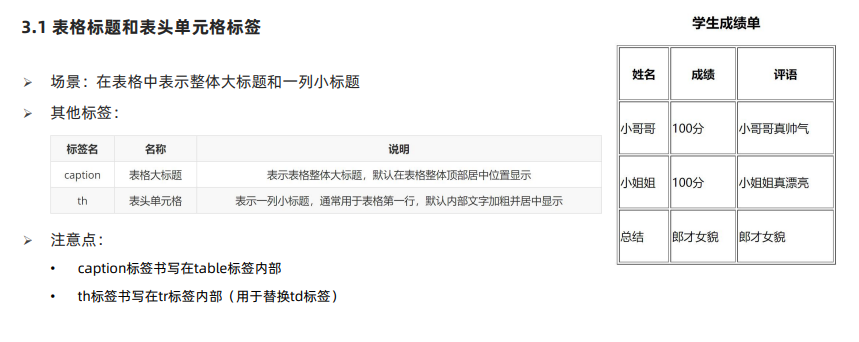 3.1 表格标题和表头单元格标签
场景：在表格中表示整体大标题和一列小标题
其他标签：
标签名 名称 说明
caption 表格大标题 表示表格整体大标题，默认在表格整体顶部居中位置显示
th 表头单元格 表示一列小标题，通常用于表格第一行，默认内部文字加粗并居中显示
注意点：
caption标签书写在table标签内部
th标签书写在tr标签内部（用于替换td标签）
学生成绩单
姓名 成绩 评语
小哥哥 100分 小哥哥真帅气
小姐姐 100分 小姐姐真漂亮
总结 郎才女貌 郎才女貌